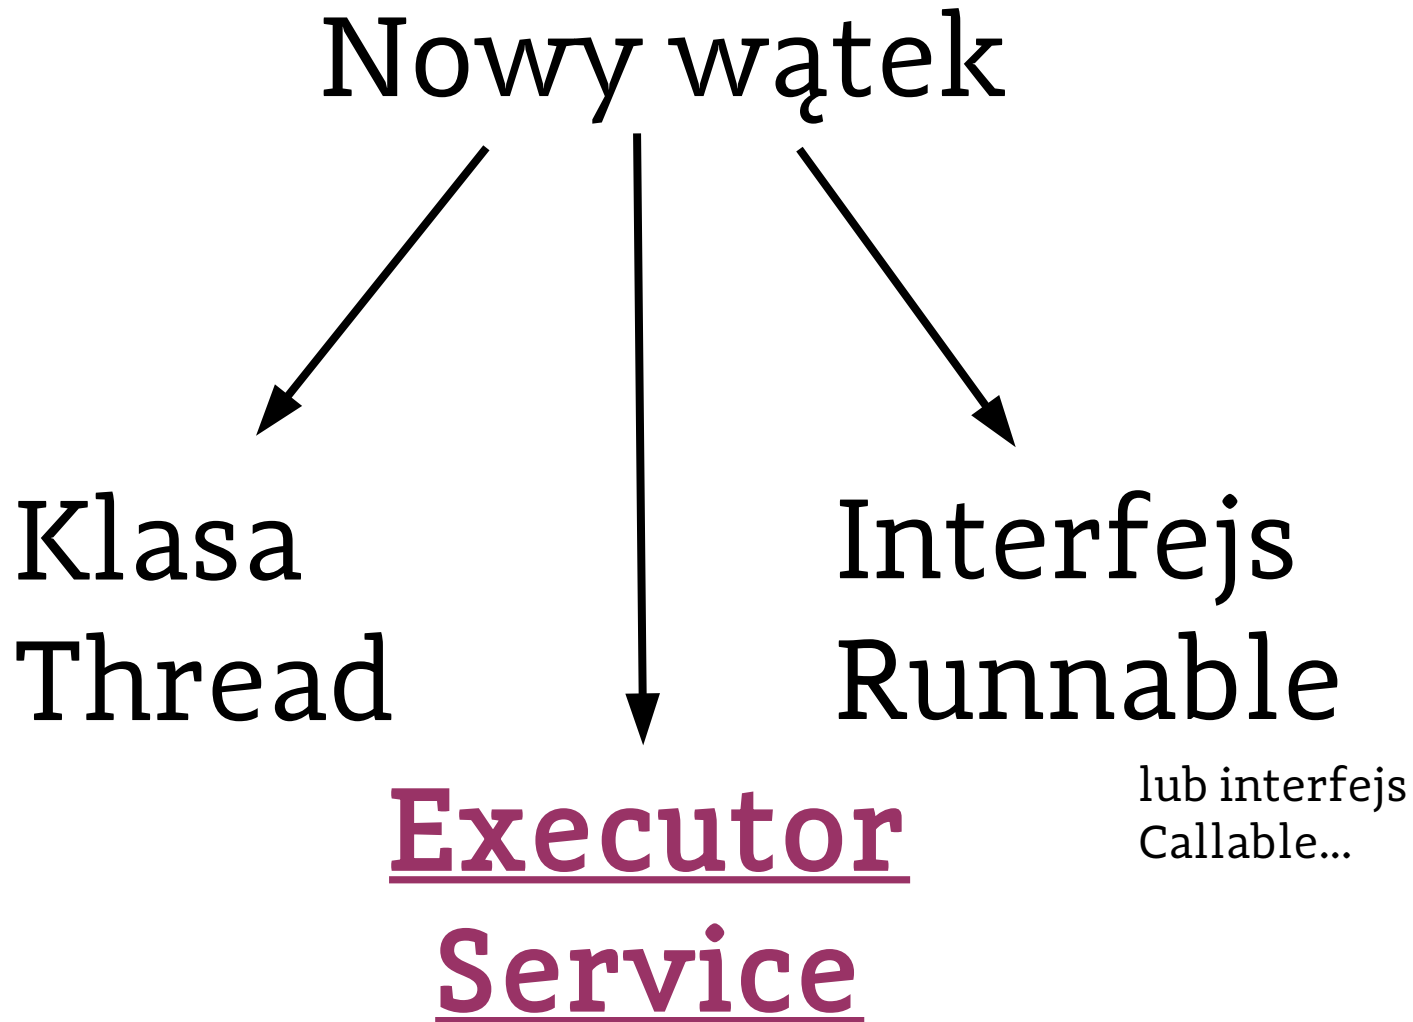 Nowy wątek
Klasa
Thread
Interfejs
Runnable
lub interfejs
Callable...
Executor
Service